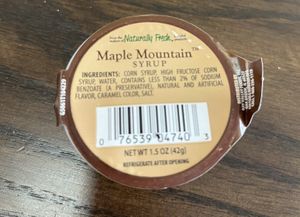 Naturally Fresh
Maple Mountain™
SYRUP
INGREDIENTS: CORN SYRUP, HIGH FRUCTOSE CORN
SYRUP, WATER, CONTAINS LESS THAN 2% OF SODIUM
BENZOATE (A PRESERVATIVE), NATURAL AND ARTIFICIAL
FLAVOR, CARAMEL COLOR, SALT.
0 76539 04740 3
NET WT 1.5 OZ (42g)
REFRIGERATE AFTER OPENING